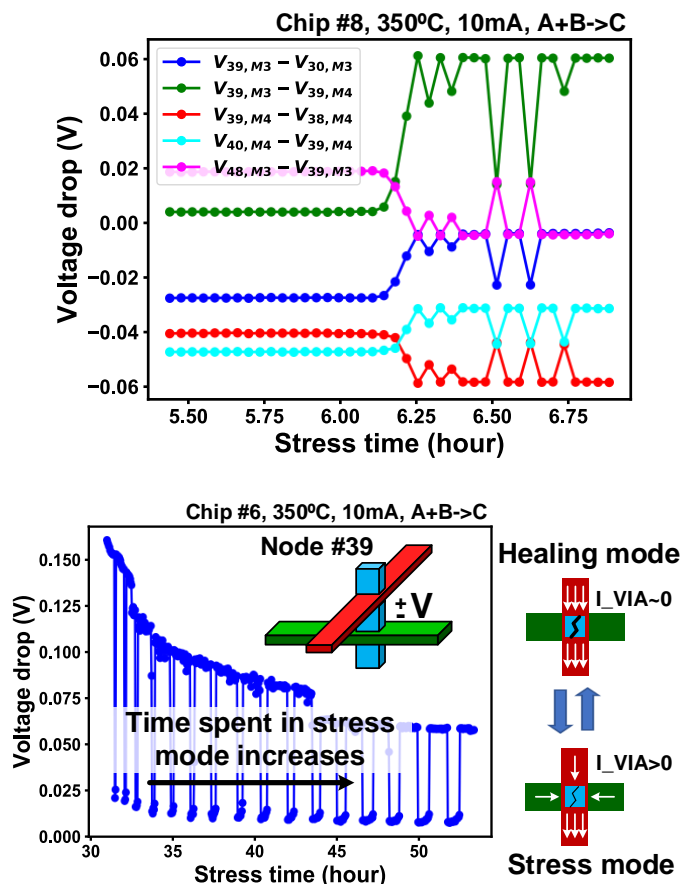 Chip #8, 350ºC, 10mA, A+B->C
Voltage drop (V)
0.06
0.04
0.02
0.00
−0.02
−0.04
−0.06
V39, M3 − V30, M3
V39, M3 − V39, M4
V39, M4 − V38, M4
V40, M4 − V39, M4
V48, M3 − V39, M3
5.50 5.75 6.00 6.25 6.50 6.75
Stress time (hour)
Chip #6, 350ºC, 10mA, A+B->C
Voltage drop (V)
0.150
0.125
0.100
0.075
0.050
0.025
0.000
Node #39
± V
Time spent in stress
mode increases
30 35 40 45 50
Stress time (hour)
Healing mode
I_VIA~0
I_VIA>0
Stress mode